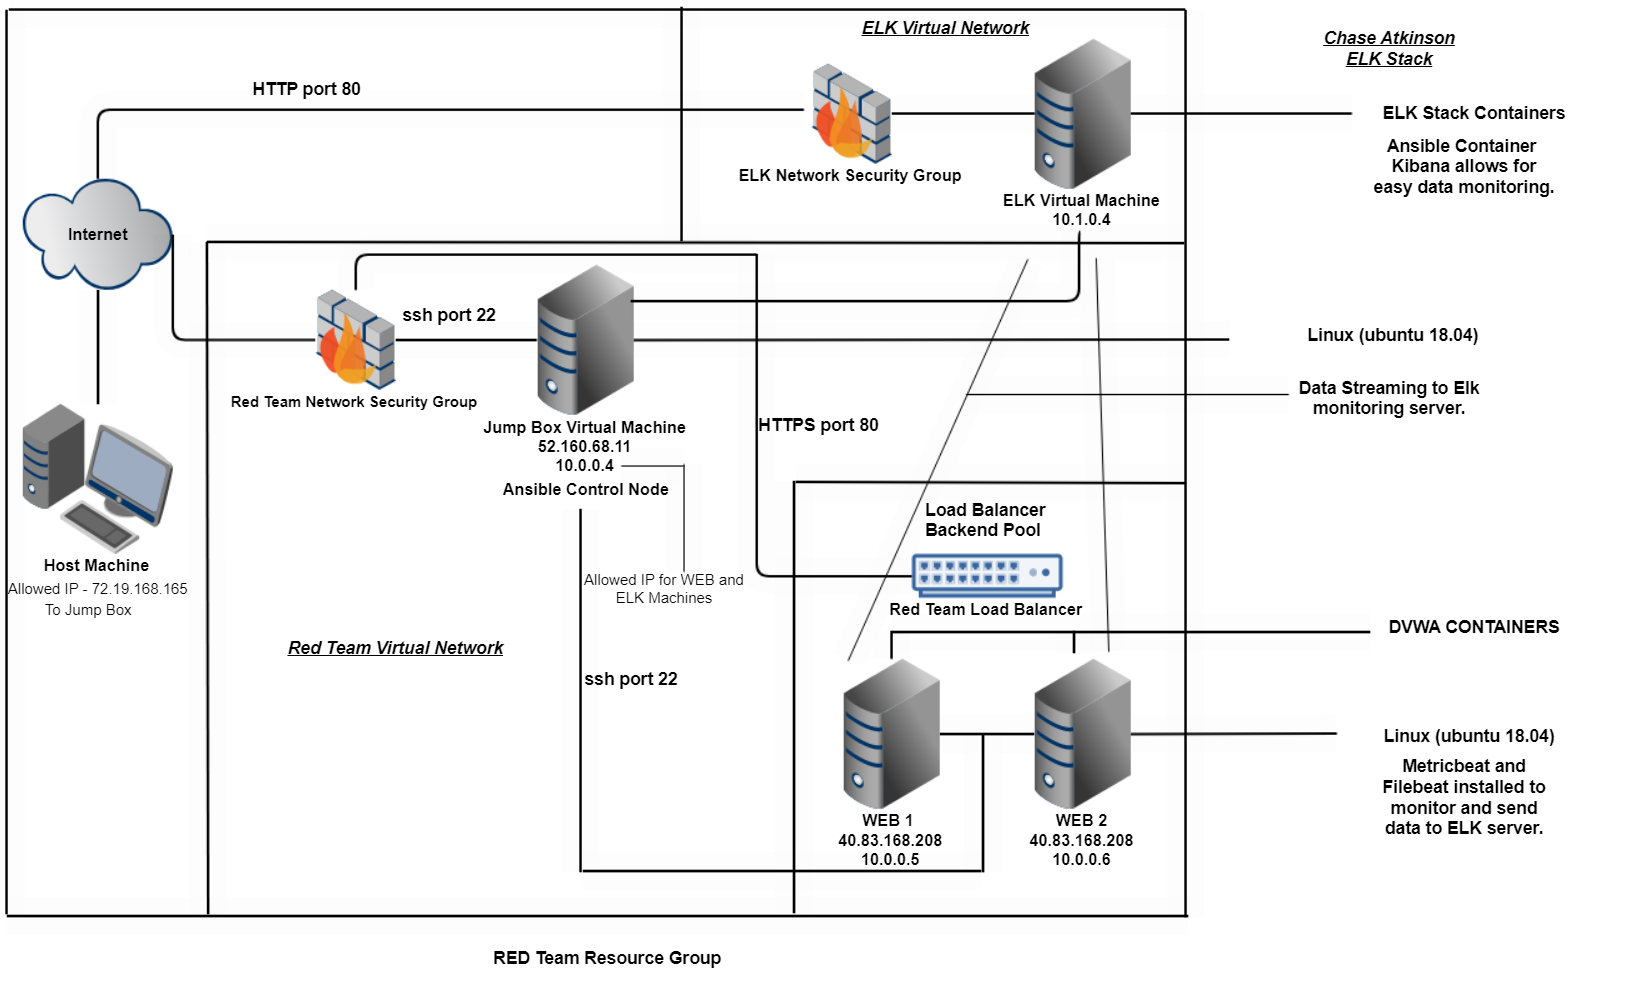 ELK Virtual Network
Chase Atkinson
ELK Stack
HTTP port 80
ELK Stack Containers
Ansible Container
Kibana allows for
easy data monitoring.
ELK Network Security Group
ELK Virtual Machine
10.1.0.4
Internet
ssh port 22
Linux (ubuntu 18.04)
Red Team Network Security Group
Data Streaming to Elk
monitoring server.
Jump Box Virtual Machine
52.160.68.11
10.0.0.4
Ansible Control Node
HTTPS port 80
Load Balancer
Backend Pool
Host Machine
Allowed IP - 72.19.168.165
To Jump Box
Allowed IP for WEB and
ELK Machines
Red Team Load Balancer
DVWA CONTAINERS
Red Team Virtual Network
ssh port 22
Linux (ubuntu 18.04)
Metricbeat and
Filebeat installed to
monitor and send
data to ELK server.
WEB 1
40.83.168.208
10.0.0.5
WEB 2
40.83.168.208
10.0.0.6
RED Team Resource Group